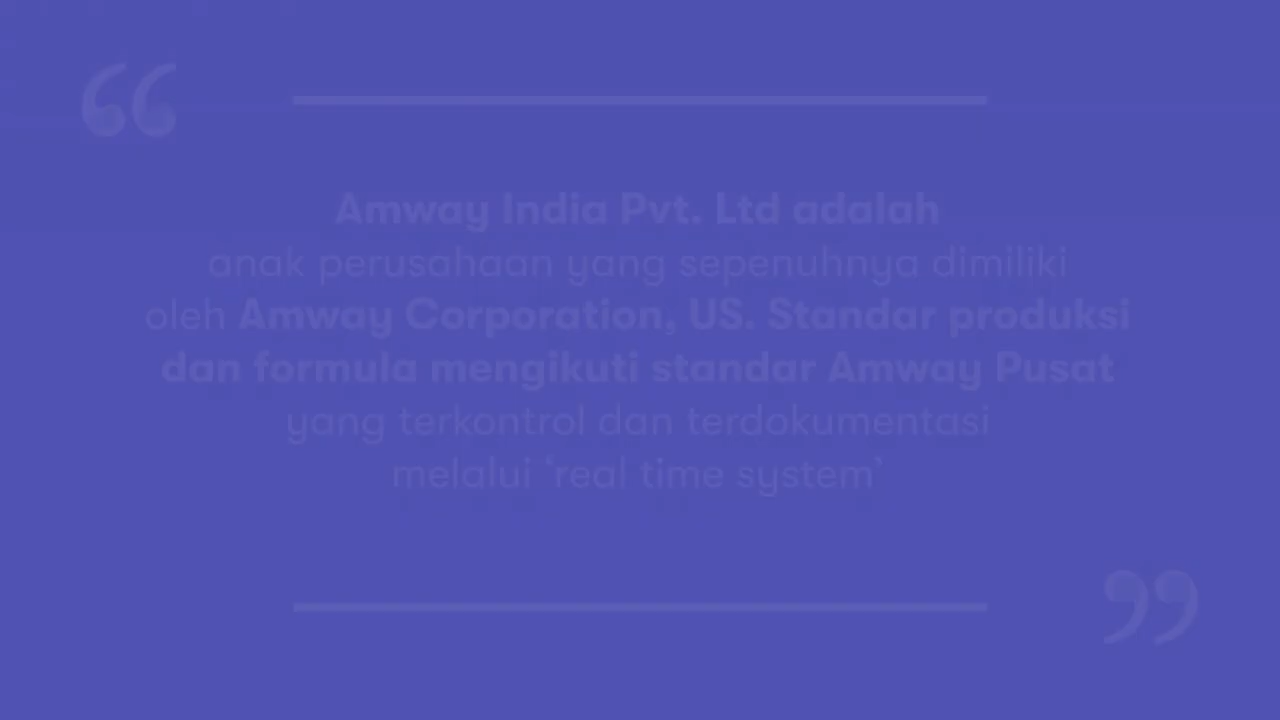 “
Amway India Pvt. Ltd adalah
anak perusahaan yang sepenuhnya dimiliki
oleh Amway Corporation, US. Standar produksi
dan formula mengikuti standar Amway Pusat
yang terkontrol dan terdokumentasi
melalui ‘real time system’
”